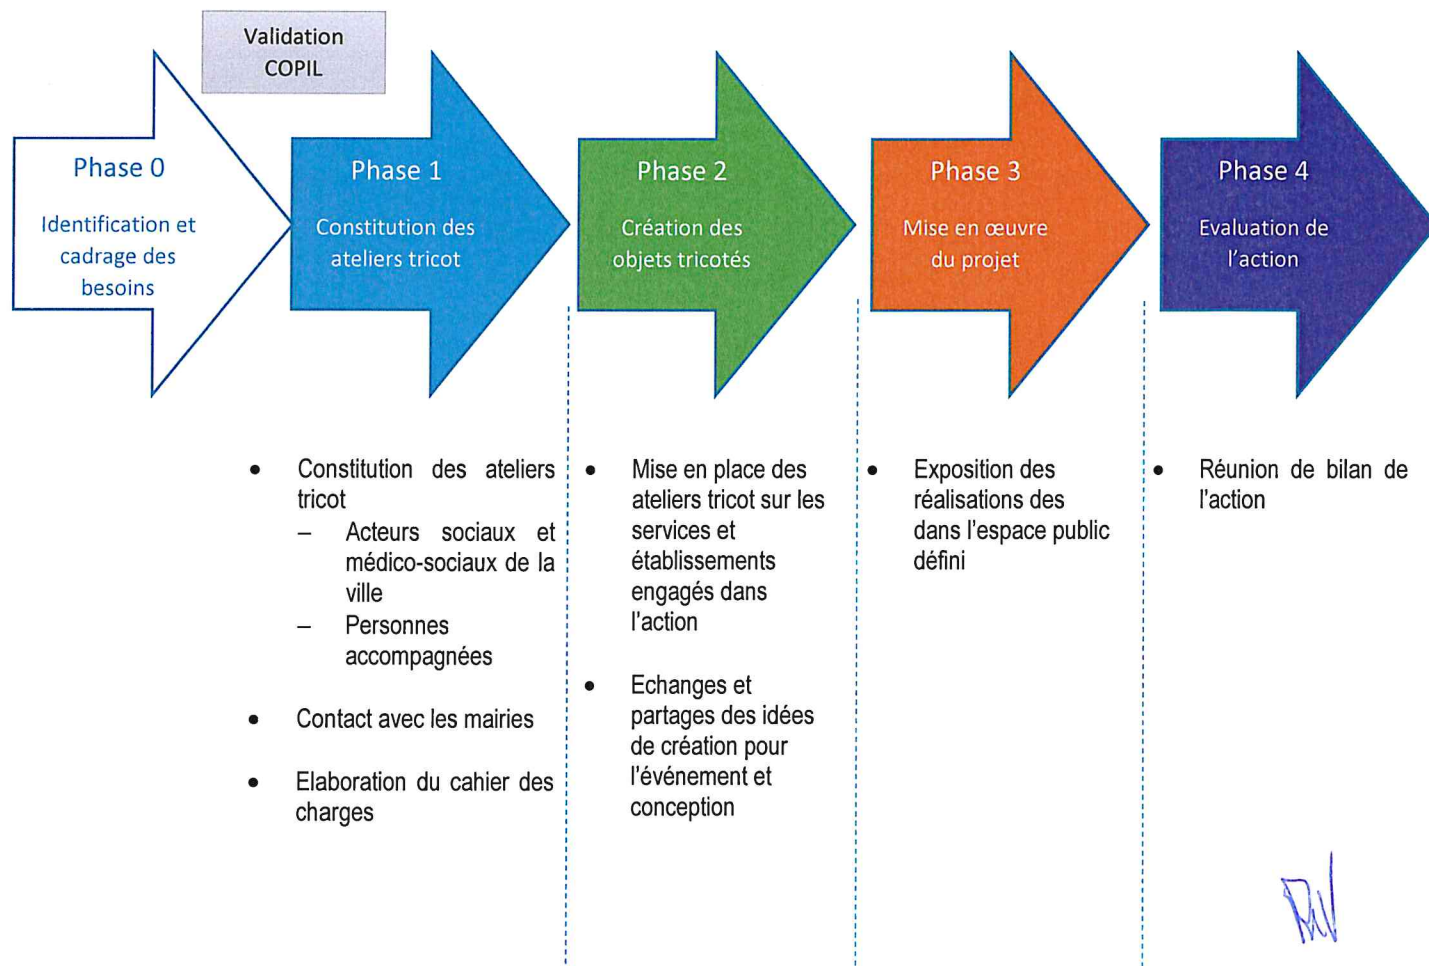 Validation
COPIL
Phase 0
Identification et
cadrage des
besoins
Phase 1
Constitution des
ateliers tricot
Phase 2
Création des
objets tricotés
Phase 3
Mise en œuvre
du projet
Phase 4
Evaluation de
l'action
• Constitution des ateliers
tricot
– Acteurs sociaux et
médico-sociaux de la
ville
– Personnes
accompagnées
• Contact avec les mairies
• Elaboration du cahier des
charges
• Mise en place des
ateliers tricot sur les
services et
établissements
engagés dans
l'action
• Echanges et
partages des idées
de création pour
l'événement et
conception
• Exposition des
réalisations des
dans l'espace public
défini
• Réunion de bilan de
l'action